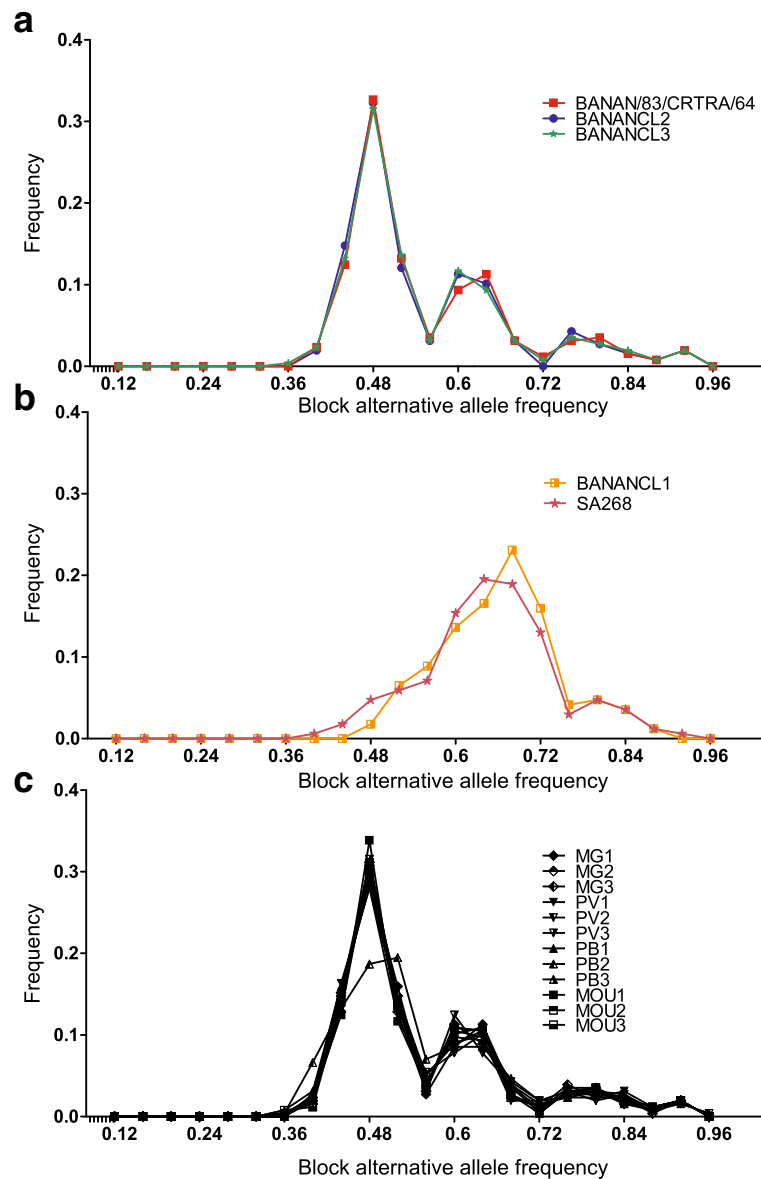 a
0.4
0.3
0.2
0.1
0.0
Frequency
BANAN/83/CRTRA/64
BANANCL2
BANANCL3
0.12 0.24 0.36 0.48 0.6 0.72 0.84 0.96
Block alternative allele frequency
b
0.4
0.3
0.2
0.1
0.0
Frequency
BANANCL1
SA268
0.12 0.24 0.36 0.48 0.6 0.72 0.84 0.96
Block alternative allele frequency
c
0.4
0.3
0.2
0.1
0.0
Frequency
MG1
MG2
MG3
PV1
PV2
PV3
PB1
PB2
PB3
MOU1
MOU2
MOU3
0.12 0.24 0.36 0.48 0.6 0.72 0.84 0.96
Block alternative allele frequency